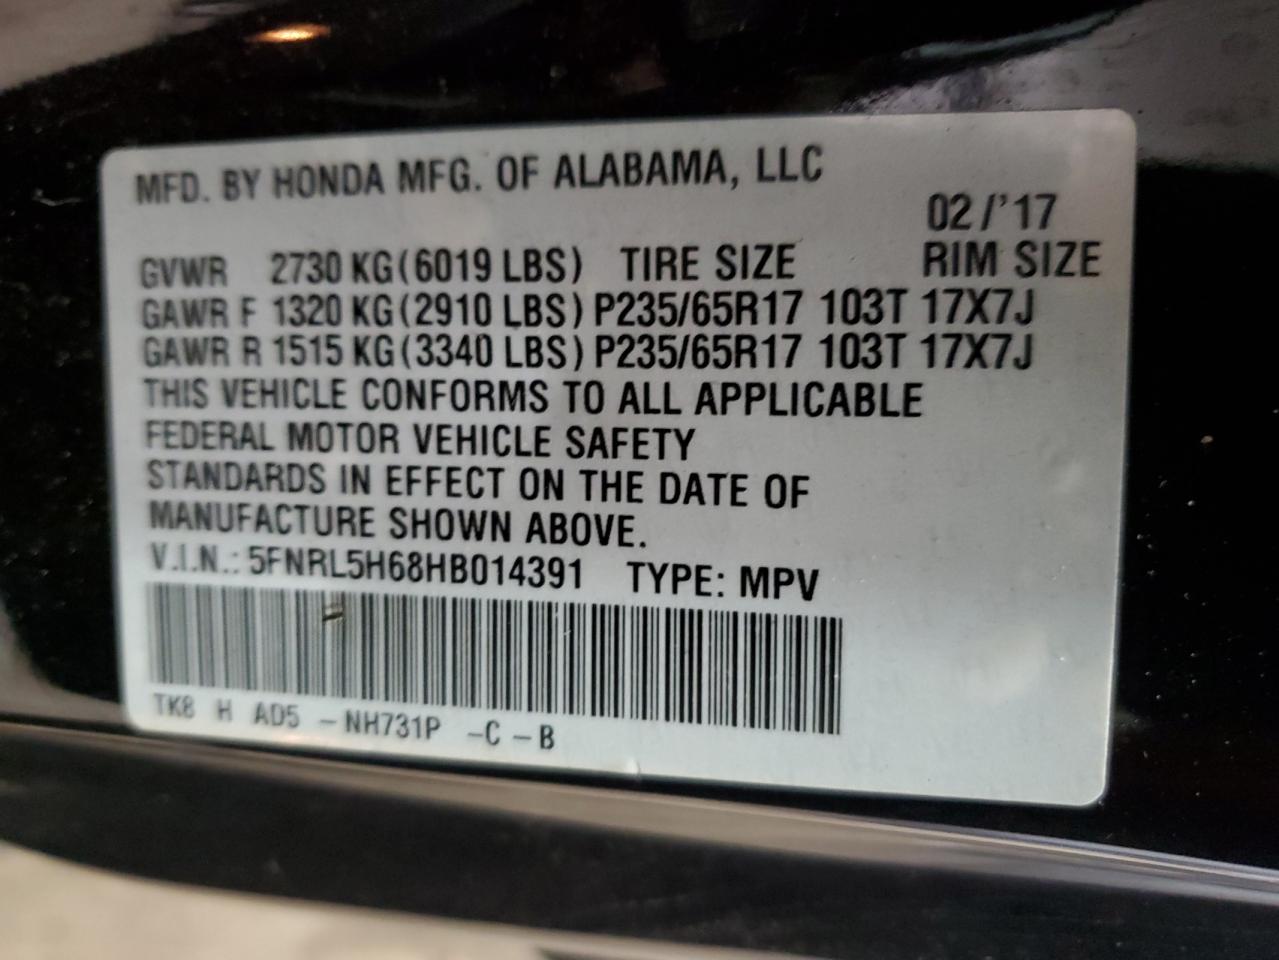 MFD. BY HONDA MFG. OF ALABAMA, LLC
02/'17
GVWR 2730 KG(6019 LBS) TIRE SIZE RIM SIZE
GAWR F 1320 KG(2910 LBS) P235/65R17 103T 17X7J
GAWR R 1515 KG(3340 LBS) P235/65R17 103T 17X7J
THIS VEHICLE CONFORMS TO ALL APPLICABLE
FEDERAL MOTOR VEHICLE SAFETY
STANDARDS IN EFFECT ON THE DATE OF
MANUFACTURE SHOWN ABOVE.
V.I.N.: 5FNRL5H68HB014391 TYPE: MPV
TK8 H AD5 -NH731P -C -B